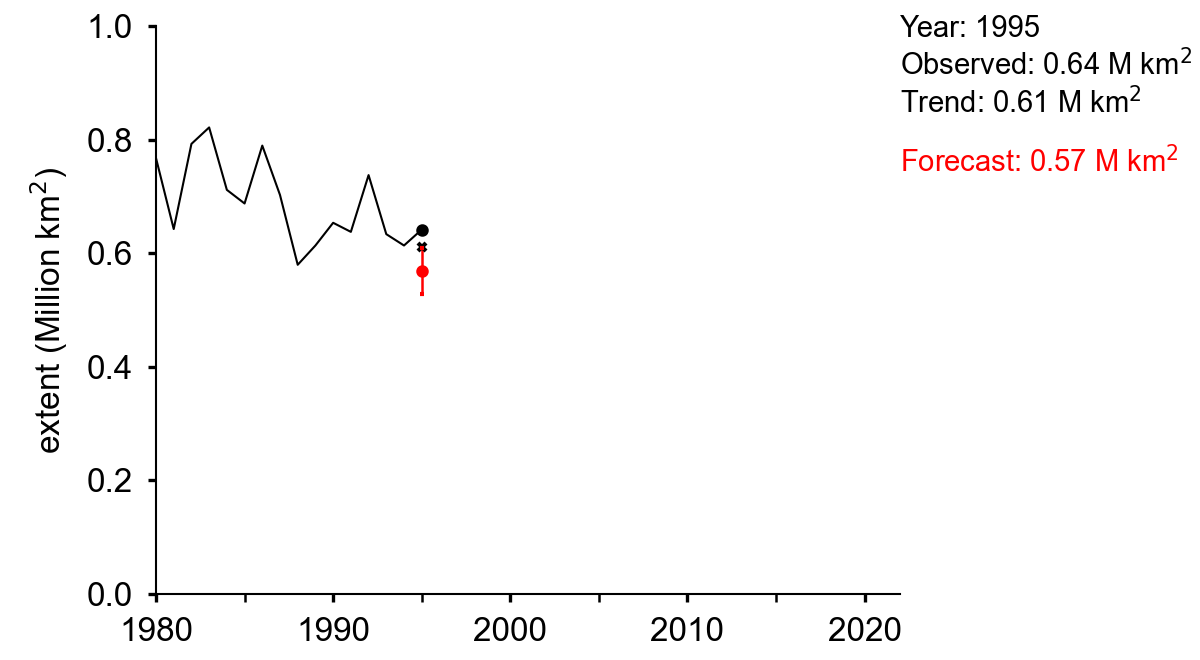 1.0
0.8
0.6
0.4
0.2
0.0
extent (Million km²)
1980 1990 2000 2010 2020
Year: 1995
Observed: 0.64 M km²
Trend: 0.61 M km²
Forecast: 0.57 M km²